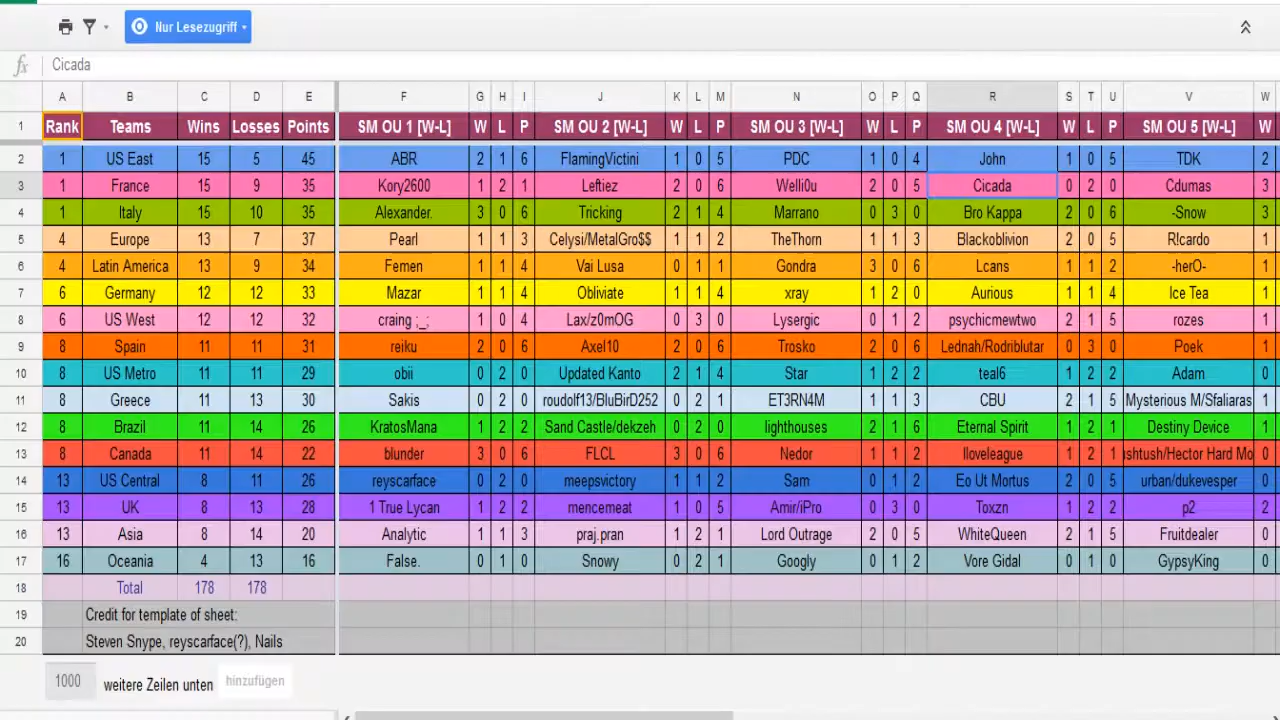 Nur Lesezugriff
fx Cicada
A B C D E F G H I J K L M N O P Q R S T U V W
1 Rank Teams Wins Losses Points SM OU 1 [W-L] W L P SM OU 2 [W-L] W L P SM OU 3 [W-L] W L P SM OU 4 [W-L] W L P SM OU 5 [W-L] W
2 1 US East 15 5 45 ABR 2 1 6 FlamingVictini 1 0 5 PDC 1 0 4 John 1 0 5 TDK 2
3 1 France 15 9 35 Kory2600 1 2 1 Leftiez 2 0 6 Welli0u 2 0 5 Cicada 0 2 0 Cdumas 3
4 1 Italy 15 10 35 Alexander. 3 0 6 Tricking 2 1 4 Marrano 0 3 0 Bro Kappa 2 0 6 -Snow 3
5 4 Europe 13 7 37 Pearl 1 1 3 Celysi/MetalGro$$ 1 1 2 TheThorn 1 1 3 Blackoblivion 2 0 5 R!cardo 1
6 4 Latin America 13 9 34 Femen 1 1 4 Vai Lusa 0 1 1 Gondra 3 0 6 Lcans 1 1 2 -herO- 1
7 6 Germany 12 12 33 Mazar 1 1 4 Obliviate 1 1 4 xray 1 2 0 Aurious 1 1 4 Ice Tea 1
8 6 US West 12 12 32 craing ;_; 1 0 4 Lax/z0mOG 0 3 0 Lysergic 0 1 2 psychicmewtwo 2 1 5 rozes 1
9 8 Spain 11 11 31 reiku 2 0 6 Axel10 2 0 6 Trosko 2 0 6 Lednah/Rodriblutar 0 3 0 Poek 1
10 8 US Metro 11 11 29 obii 0 2 0 Updated Kanto 2 1 4 Star 1 2 2 teal6 1 2 2 Adam 0
11 8 Greece 11 13 30 Sakis 0 2 0 roudolf13/BluBirD252 0 2 1 ET3RN4M 1 1 3 CBU 2 1 5 Mysterious M/Sfaliaras 1
12 8 Brazil 11 14 26 KratosMana 1 2 2 Sand Castle/dekzeh 0 2 0 lighthouses 2 1 6 Eternal Spirit 1 2 1 Destiny Device 1
13 8 Canada 11 14 22 blunder 3 0 6 FLCL 3 0 6 Nedor 1 1 2 Iloveleague 1 2 1 ushtush/Hector Hard Mo 0
14 13 US Central 8 11 26 reyscarface 0 2 0 meepsvictory 1 1 2 Sam 0 1 2 Eo Ut Mortus 2 0 5 urban/dukevesper 0
15 13 UK 8 13 28 1 True Lycan 1 2 2 mencemeat 1 0 5 Amir/iPro 0 3 0 Toxzn 1 2 2 p2 2
16 13 Asia 8 14 20 Analytic 1 1 3 praj.pran 1 2 1 Lord Outrage 2 0 5 WhiteQueen 2 1 5 Fruitdealer 0
17 16 Oceania 4 13 16 False. 0 1 0 Snowy 0 2 1 Googly 0 1 2 Vore Gidal 0 1 0 GypsyKing 0
18 Total 178 178
19 Credit for template of sheet:
20 Steven Snype, reyscarface(?), Nails
1000 weitere Zeilen unten hinzufügen